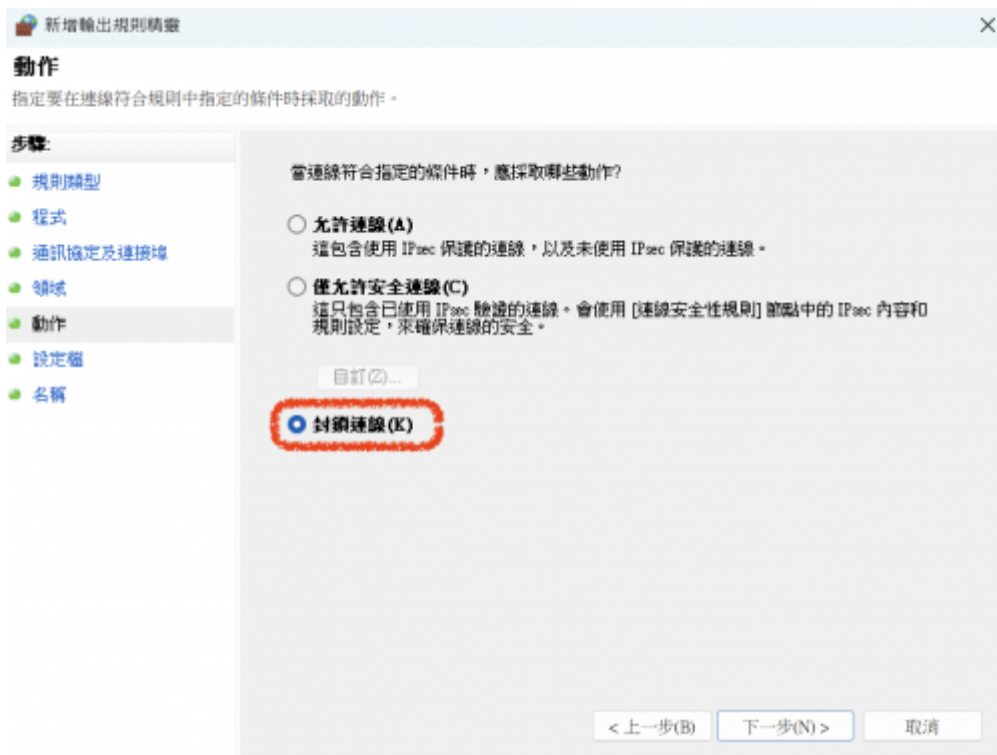 新增輸出規則精靈
動作
指定要在連線符合規則中指定的條件時採取的動作。
步驟:
規則類型
程式
通訊協定及連接埠
領域
動作
設定檔
名稱
當連線符合指定的條件時，應採取哪些動作?
允許連線(A)
這包含使用 IPsec 保護的連線，以及未使用 IPsec 保護的連線。
僅允許安全連線(C)
這只包含已使用 IPsec 驗證的連線。會使用 [連線安全性規則] 節點中的 IPsec 內容和
規則設定，來確保連線的安全。
自訂(Z)...
封鎖連線(K)
< 上一步(B)
下一步(N) >
取消